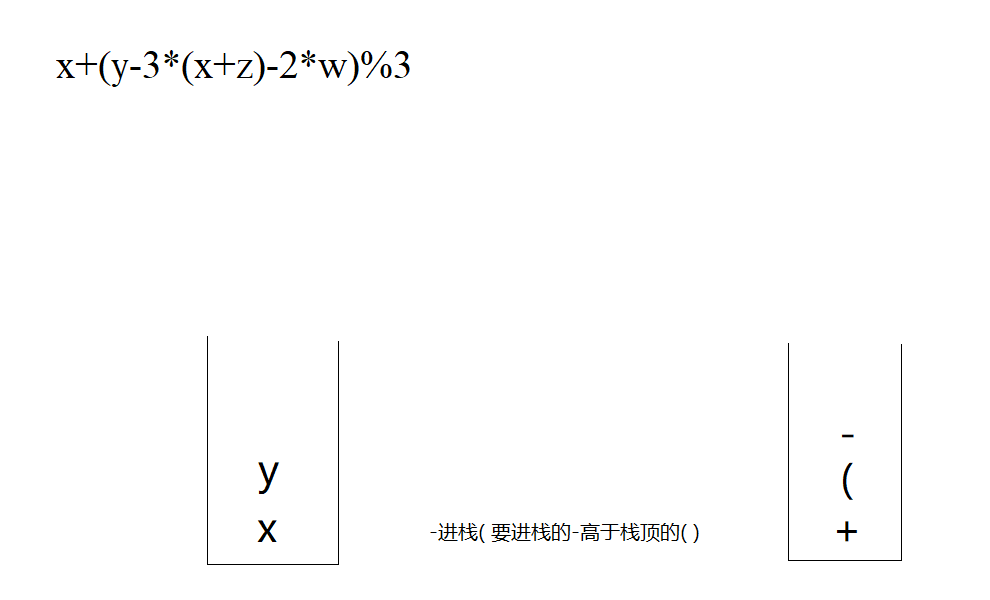 x+(y-3*(x+z)-2*w)%3
y
x
-进栈( 要进栈的-高于栈顶的( )
-
(
+